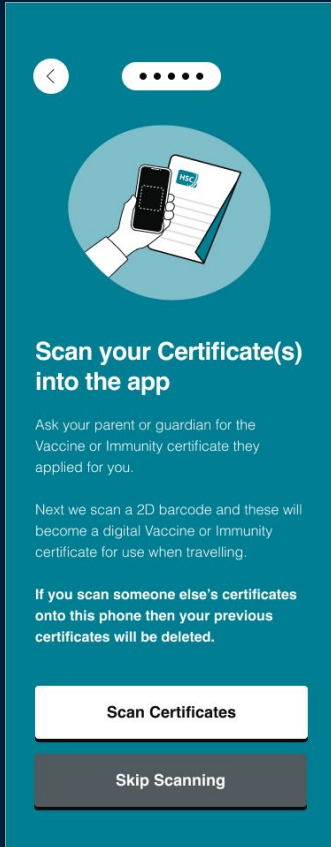 HSC
Scan your Certificate(s)
into the app
Ask your parent or guardian for the
Vaccine or Immunity certificate they
applied for you.
Next we scan a 2D barcode and these will
become a digital Vaccine or Immunity
certificate for use when travelling.
If you scan someone else's certificates
onto this phone then your previous
certificates will be deleted.
Scan Certificates
Skip Scanning